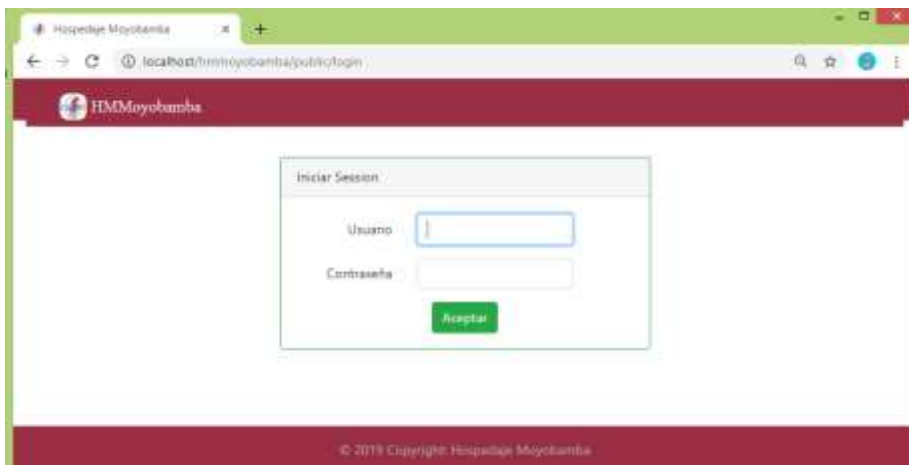 Hospedaje Moyobamba
localhost/hmmoyobamba/public/login
HMMoyobamba
Iniciar Session
Usuario
Contraseña
Aceptar
© 2019 Copyright: Hospedaje Moyobamba